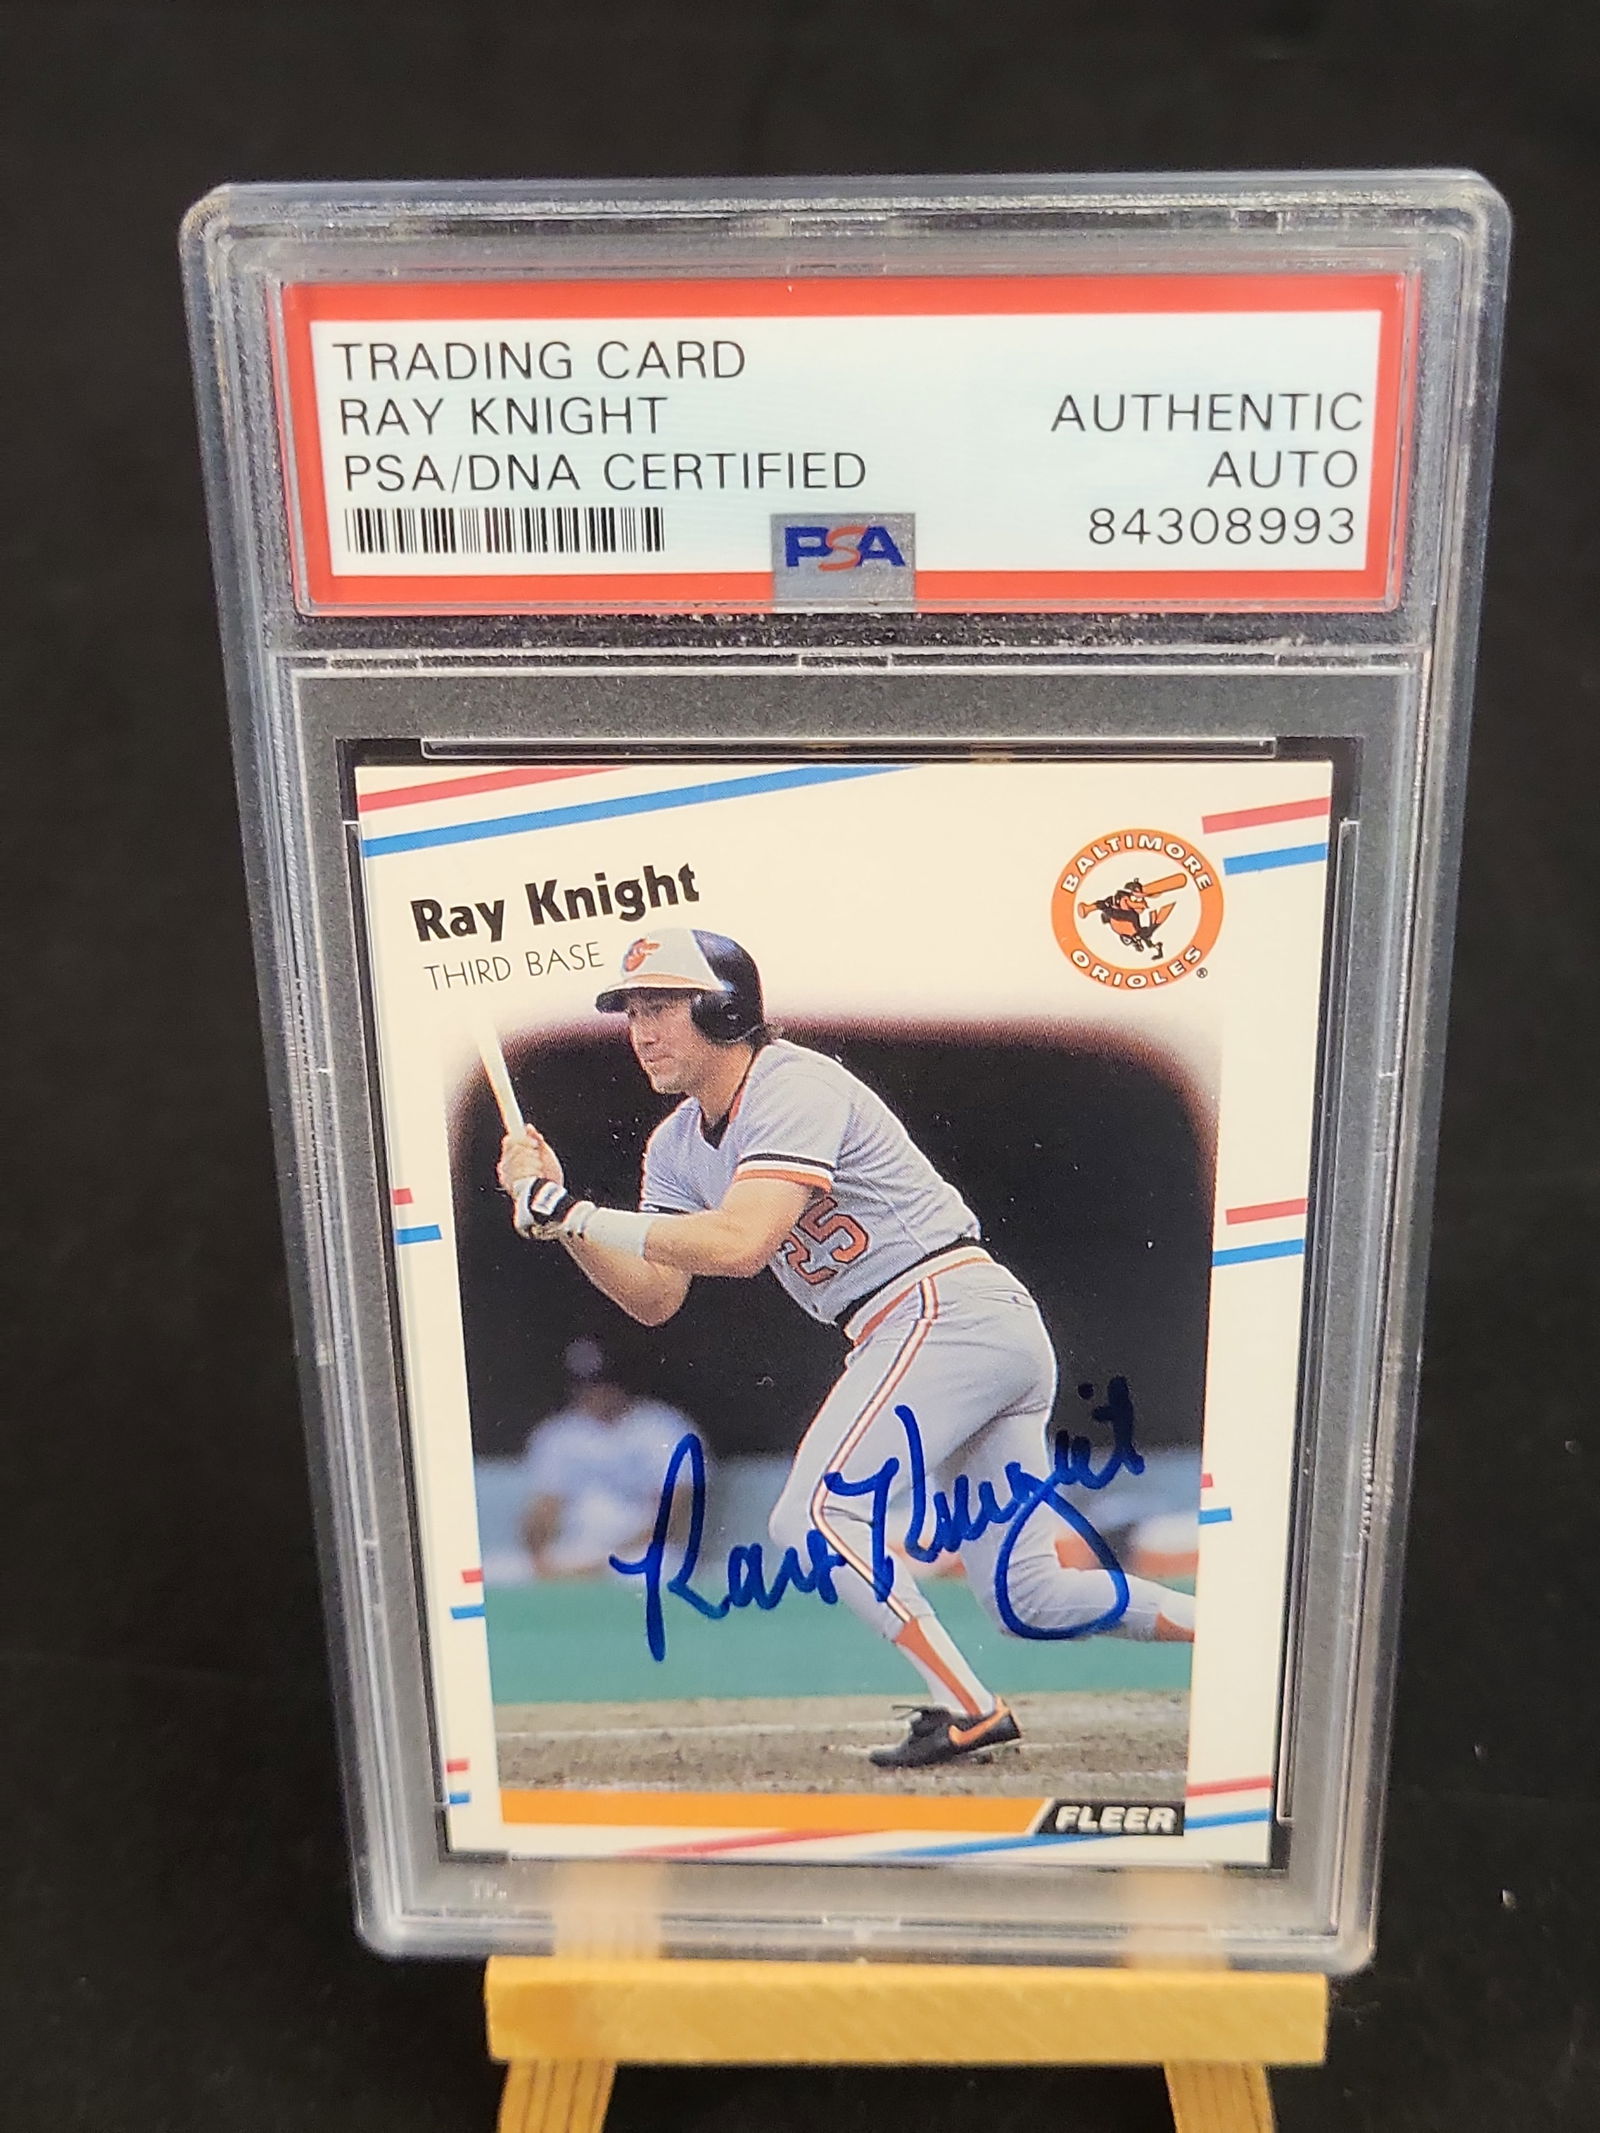 TRADING CARD
RAY KNIGHT
PSA/DNA CERTIFIED
AUTHENTIC
AUTO
84308993
PSA
Ray Knight
THIRD BASE
BALTIMORE
ORIOLES®
25
Ray Knight
FLEER